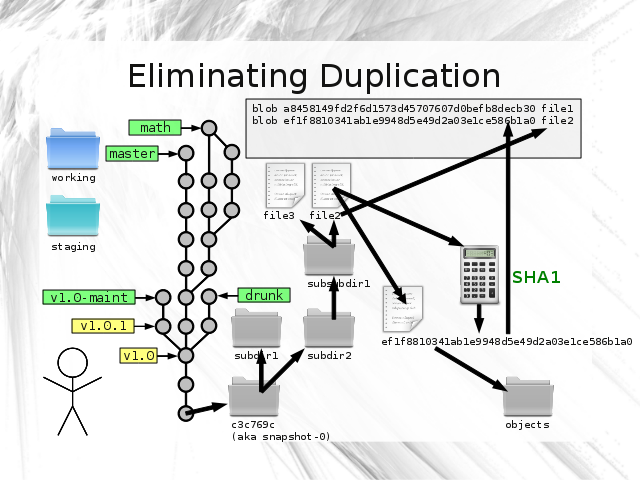 Eliminating Duplication
blob a8458149fd2f6d1573d45707607d0befb8decb30 file1
blob ef1f8810341ab1e9948d5e49d2a03e1ce586b1a0 file2
math
master
working
staging
file3
file2
subsubdir1
SHA1
v1.0-maint
drunk
v1.0.1
ef1f8810341ab1e9948d5e49d2a03e1ce586b1a0
v1.0
subdir1
subdir2
c3c769c
(aka snapshot-0)
objects